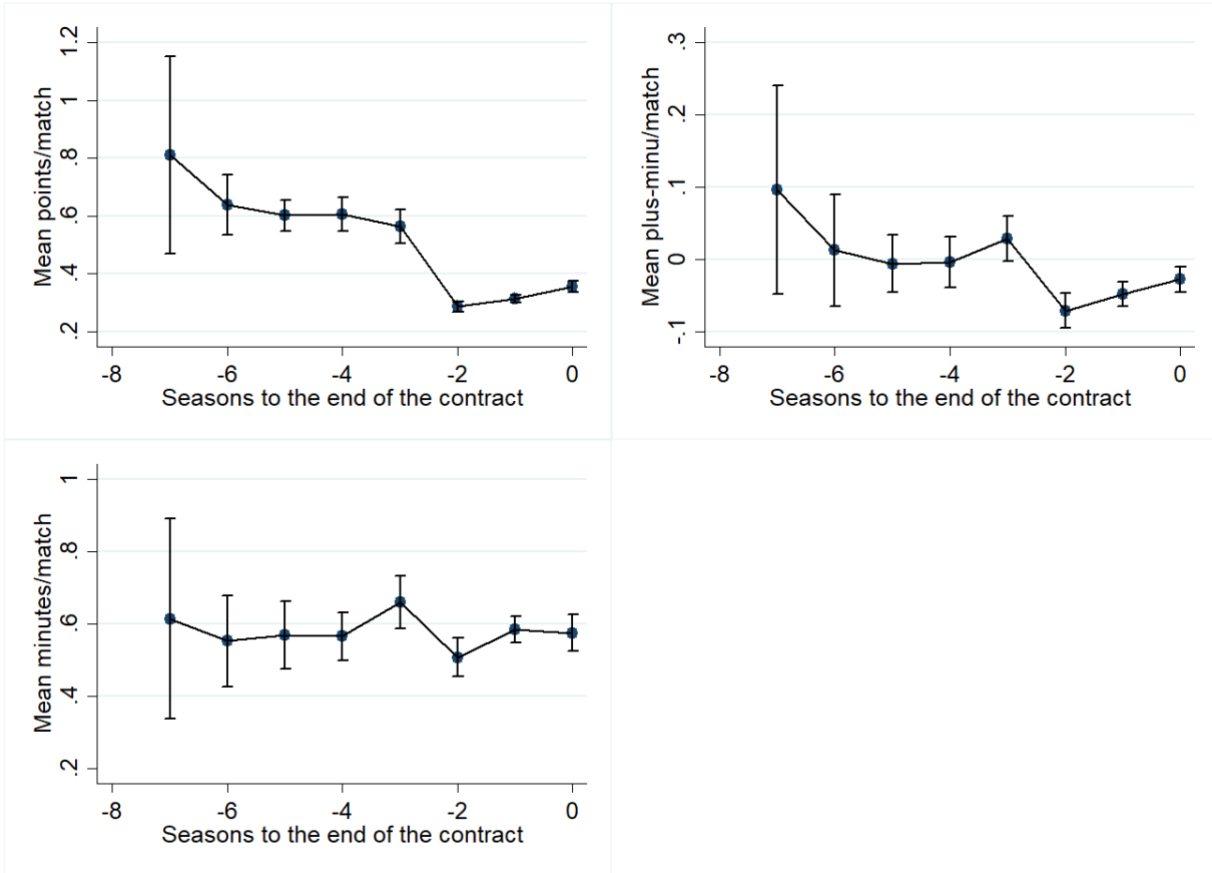 Mean points/match
1.2
1
.8
.6
.4
.2
-8 -6 -4 -2 0
Seasons to the end of the contract
Mean plus-minu/match
.3
.2
.1
0
-.1
-8 -6 -4 -2 0
Seasons to the end of the contract
Mean minutes/match
1
.8
.6
.4
.2
-8 -6 -4 -2 0
Seasons to the end of the contract